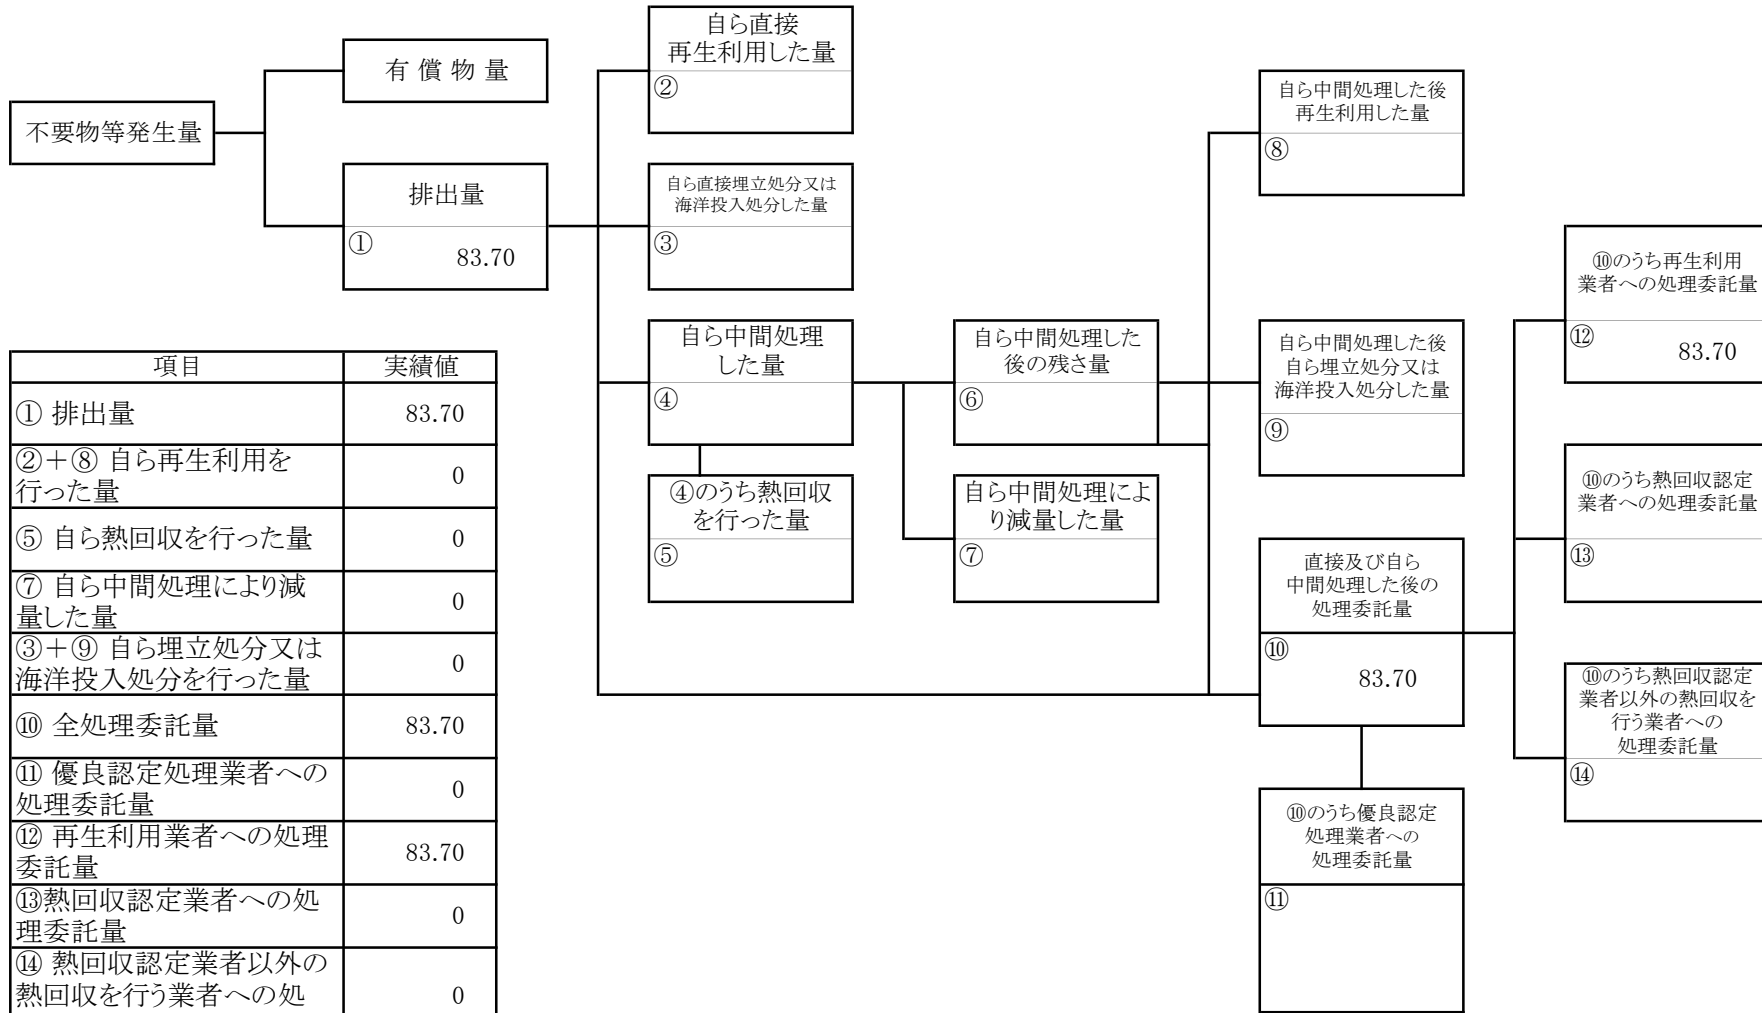 不要物等発生量
有 償 物 量
排出量
①
83.70
自ら直接
再生利用した量
②
自ら直接埋立処分又は
海洋投入処分した量
③
自ら中間処理
した量
④
④のうち熱回収
を行った量
⑤
自ら中間処理した
後の残さ量
⑥
自ら中間処理によ
り減量した量
⑦
自ら中間処理した後
再生利用した量
⑧
自ら中間処理した後
自ら埋立処分又は
海洋投入処分した量
⑨
直接及び自ら
中間処理した後の
処理委託量
⑩
83.70
⑩のうち優良認定
処理業者への
処理委託量
⑪
⑩のうち再生利用
業者への処理委託量
⑫
83.70
⑩のうち熱回収認定
業者への処理委託量
⑬
⑩のうち熱回収認定
業者以外の熱回収を
行う業者への
処理委託量
⑭
項目 実績値
① 排出量 83.70
②＋⑧ 自ら再生利用を
行った量 0
⑤ 自ら熱回収を行った量 0
⑦ 自ら中間処理により減
量した量 0
③＋⑨ 自ら埋立処分又は
海洋投入処分を行った量 0
⑩ 全処理委託量 83.70
⑪ 優良認定処理業者への
処理委託量 0
⑫ 再生利用業者への処理
委託量 83.70
⑬熱回収認定業者への処
理委託量 0
⑭ 熱回収認定業者以外の
熱回収を行う業者への処 0